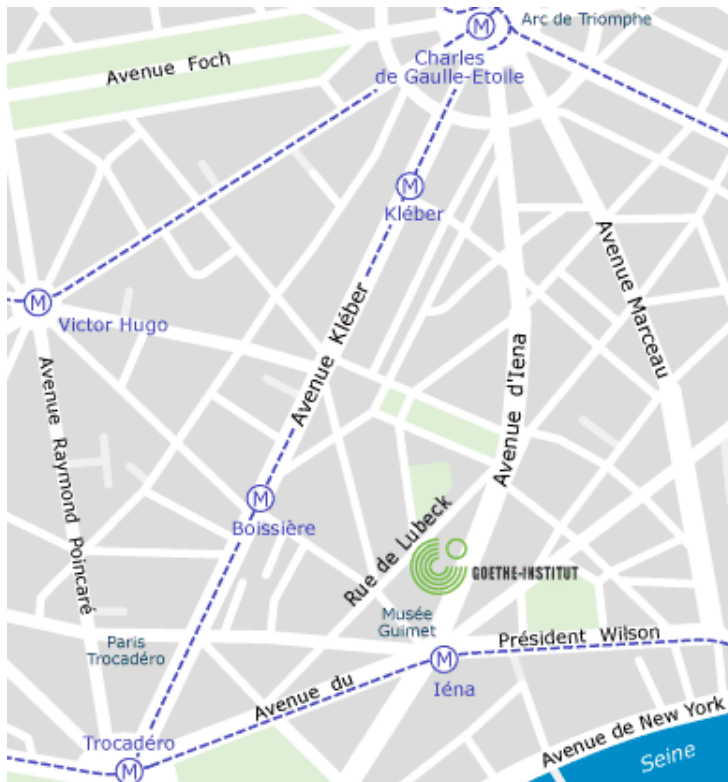 Arc de Triomphe
M
Charles
de Gaulle-Etoile
Avenue Foch
M
Kléber
Avenue Marceau
M
Victor Hugo
Avenue Kléber
Avenue d'Iena
Avenue Raymond Poincaré
M
Boissière
Rue de Lubeck
GOETHE-INSTITUT
Musée
Guimet
Paris
Trocadéro
Avenue du
Président Wilson
M
Iéna
Trocadéro
M
Avenue de New York
Seine